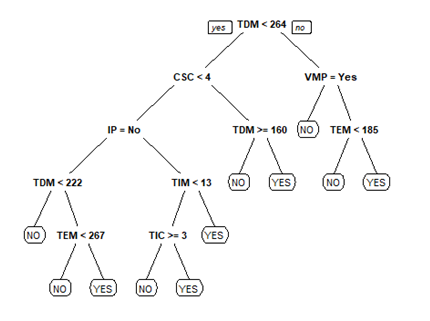 yes TDM < 264 no
CSC < 4 VMP = Yes
IP = No TDM >= 160 NO TEM < 185
TDM < 222 TIM < 13 NO YES NO YES
NO TEM < 267 TIC >= 3 YES
NO YES NO YES